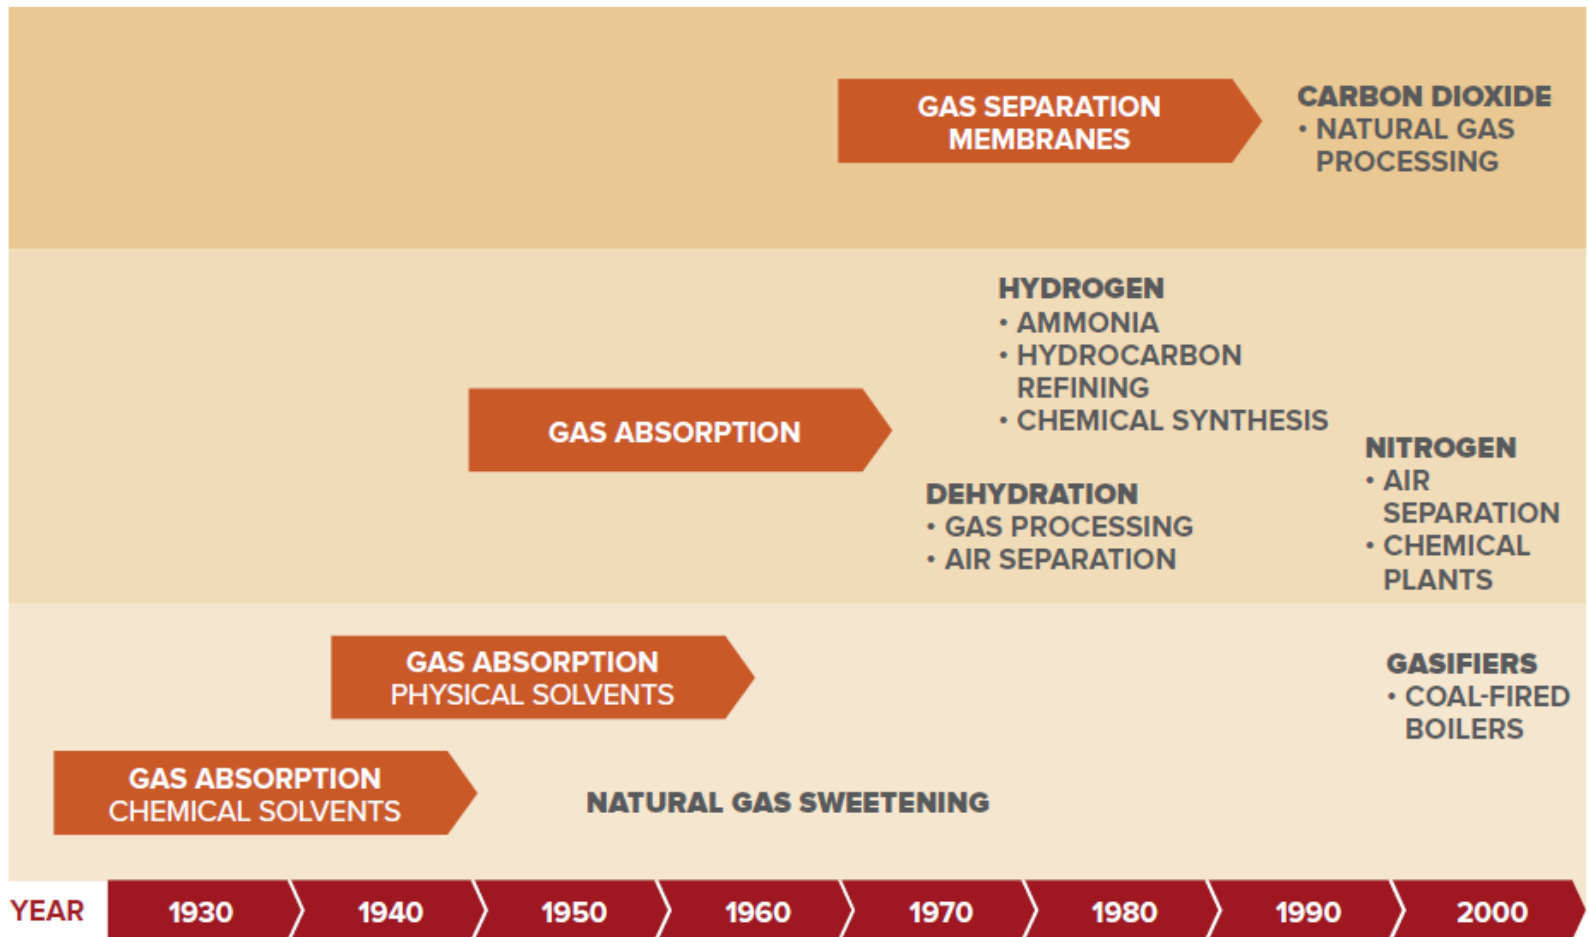 GAS SEPARATION
MEMBRANES
CARBON DIOXIDE
• NATURAL GAS
PROCESSING
HYDROGEN
• AMMONIA
• HYDROCARBON
REFINING
• CHEMICAL SYNTHESIS
GAS ABSORPTION
NITROGEN
• AIR
SEPARATION
• CHEMICAL
PLANTS
DEHYDRATION
• GAS PROCESSING
• AIR SEPARATION
GAS ABSORPTION
PHYSICAL SOLVENTS
GASIFIERS
• COAL-FIRED
BOILERS
GAS ABSORPTION
CHEMICAL SOLVENTS
NATURAL GAS SWEETENING
YEAR 1930 1940 1950 1960 1970 1980 1990 2000